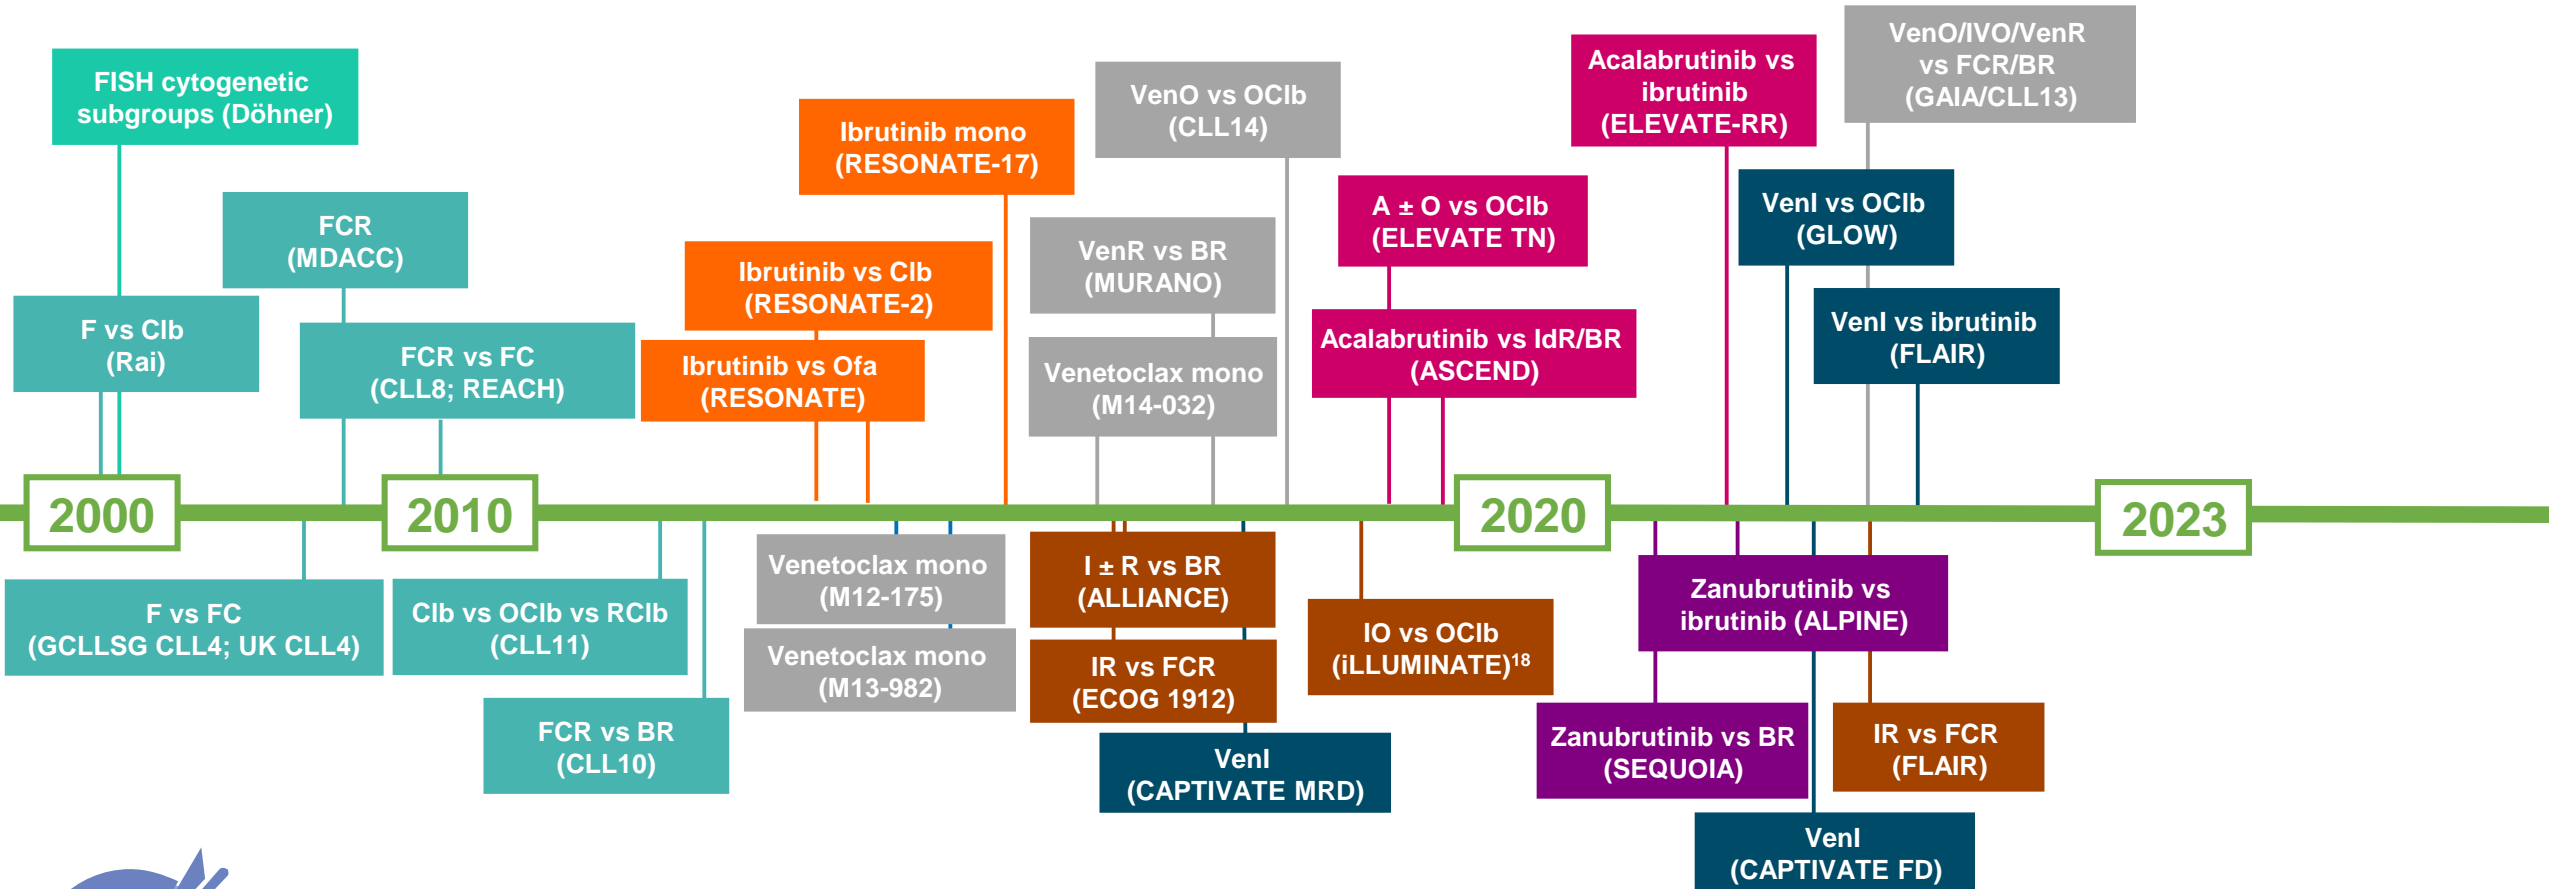 FISH cytogenetic
subgroups (Döhner)
F vs Clb
(Rai)
FCR
(MDACC)
FCR vs FC
(CLL8; REACH)
Ibrutinib mono
(RESONATE-17)
Ibrutinib vs Clb
(RESONATE-2)
Ibrutinib vs Ofa
(RESONATE)
VenO vs OClb
(CLL14)
VenR vs BR
(MURANO)
Venetoclax mono
(M14-032)
A ± O vs OClb
(ELEVATE TN)
Acalabrutinib vs IdR/BR
(ASCEND)
Acalabrutinib vs
ibrutinib
(ELEVATE-RR)
VenO/IVO/VenR
vs FCR/BR
(GAIA/CLL13)
VenI vs OClb
(GLOW)
VenI vs ibrutinib
(FLAIR)
2000
2010
2020
2023
F vs FC
(GCLLSG CLL4; UK CLL4)
Clb vs OClb vs RClb
(CLL11)
FCR vs BR
(CLL10)
Venetoclax mono
(M12-175)
Venetoclax mono
(M13-982)
I ± R vs BR
(ALLIANCE)
IR vs FCR
(ECOG 1912)
VenI
(CAPTIVATE MRD)
IO vs OClb
(iLLUMINATE)¹⁸
Zanubrutinib vs
ibrutinib (ALPINE)
Zanubrutinib vs BR
(SEQUOIA)
IR vs FCR
(FLAIR)
VenI
(CAPTIVATE FD)